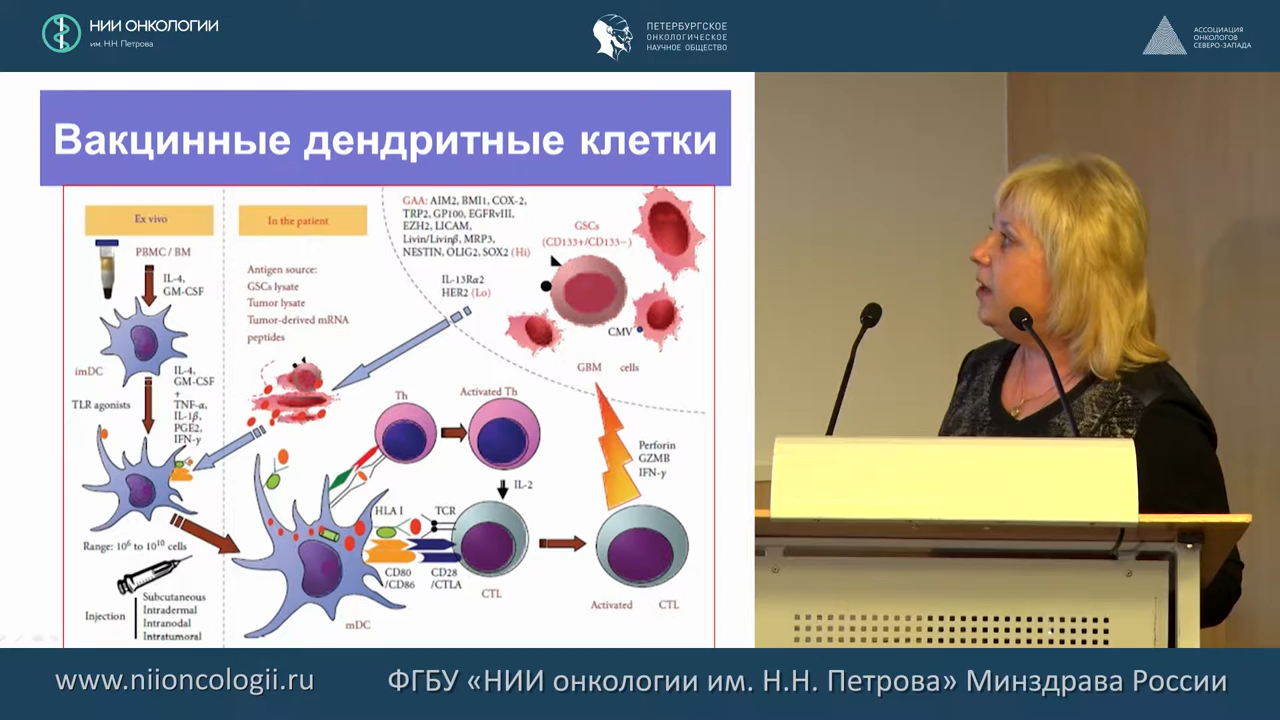 НИИ ОНКОЛОГИИ
им. Н.Н. Петрова
ПЕТЕРБУРГСКОЕ
ОНКОЛОГИЧЕСКОЕ
НАУЧНОЕ ОБЩЕСТВО
АССОЦИАЦИЯ
ОНКОЛОГОВ
СЕВЕРО-ЗАПАДА
Вакцинные дендритные клетки
Ex vivo
PBMC / BM
IL-4,
GM-CSF
imDC
TLR agonists
IL-4,
GM-CSF
+
TNF-α,
IL-1β,
PGE2,
IFN-γ
Range: 10⁶ to 10¹⁰ cells
Injection
Subcutaneous
Intradermal
Intranodal
Intratumoral
In the patient
Antigen source:
GSCs lysate
Tumor lysate
Tumor-derived mRNA
peptides
GAA: AIM2, BMI1, COX-2,
TRP2, GP100, EGFRvIII,
EZH2, LICAM,
Livin/Livinβ, MRP3,
NESTIN, OLIG2, SOX2 (Hi)
IL-13Rα2
HER2 (Lo)
GSCs
(CD133+/CD133−)
CMV
GBM cells
Th
Activated Th
IL-2
Perforin
GZMB
IFN-γ
HLA I
TCR
CD80
/CD86
CD28
/CTLA
CTL
mDC
Activated CTL
www.niioncologii.ru
ФГБУ «НИИ онкологии им. Н.Н. Петрова» Минздрава России